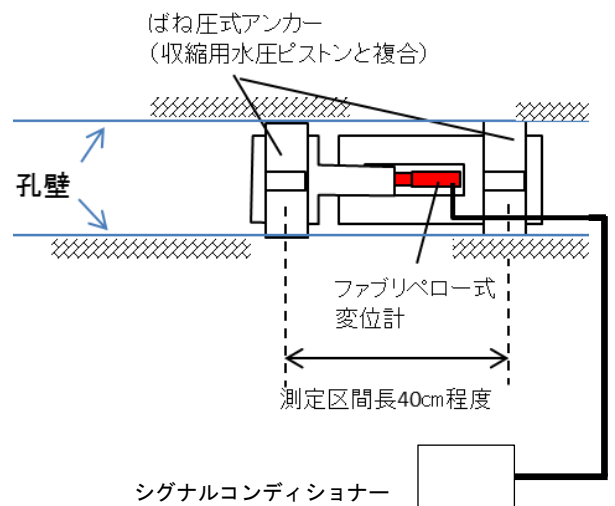 ばね圧式アンカー
（収縮用水圧ピストンと複合）
孔壁
ファブリペロー式
変位計
測定区間長40㎝程度
シグナルコンディショナー